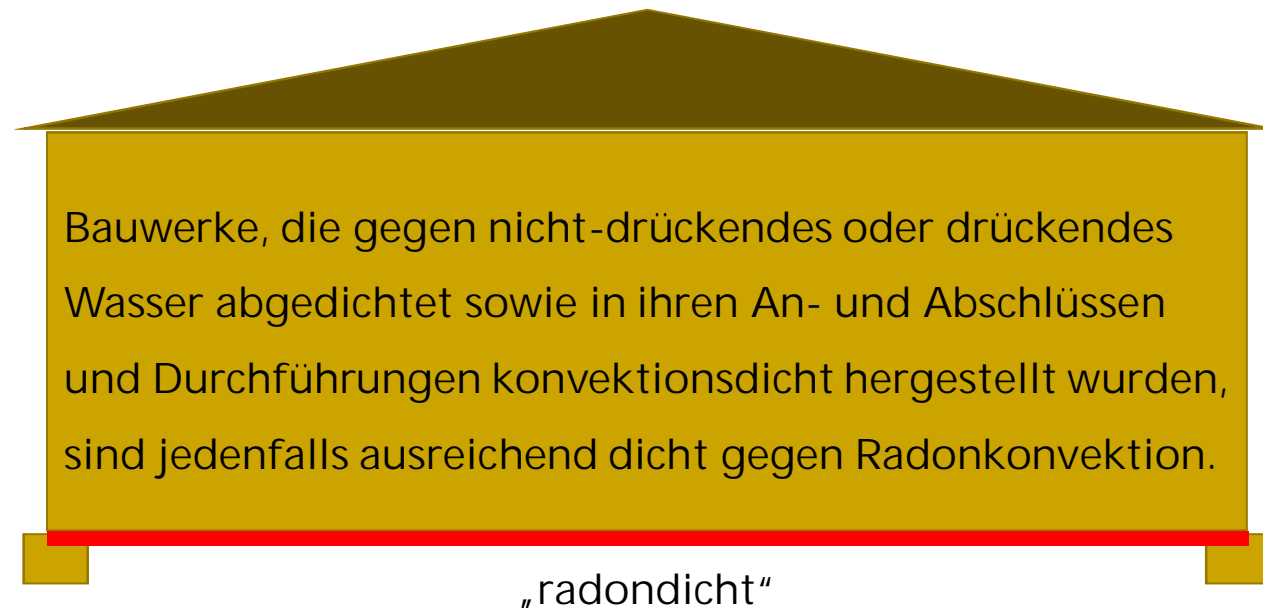 Bauwerke, die gegen nicht-drückendes oder drückendes
Wasser abgedichtet sowie in ihren An- und Abschlüssen
und Durchführungen konvektionsdicht hergestellt wurden,
sind jedenfalls ausreichend dicht gegen Radonkonvektion.
„radondicht“